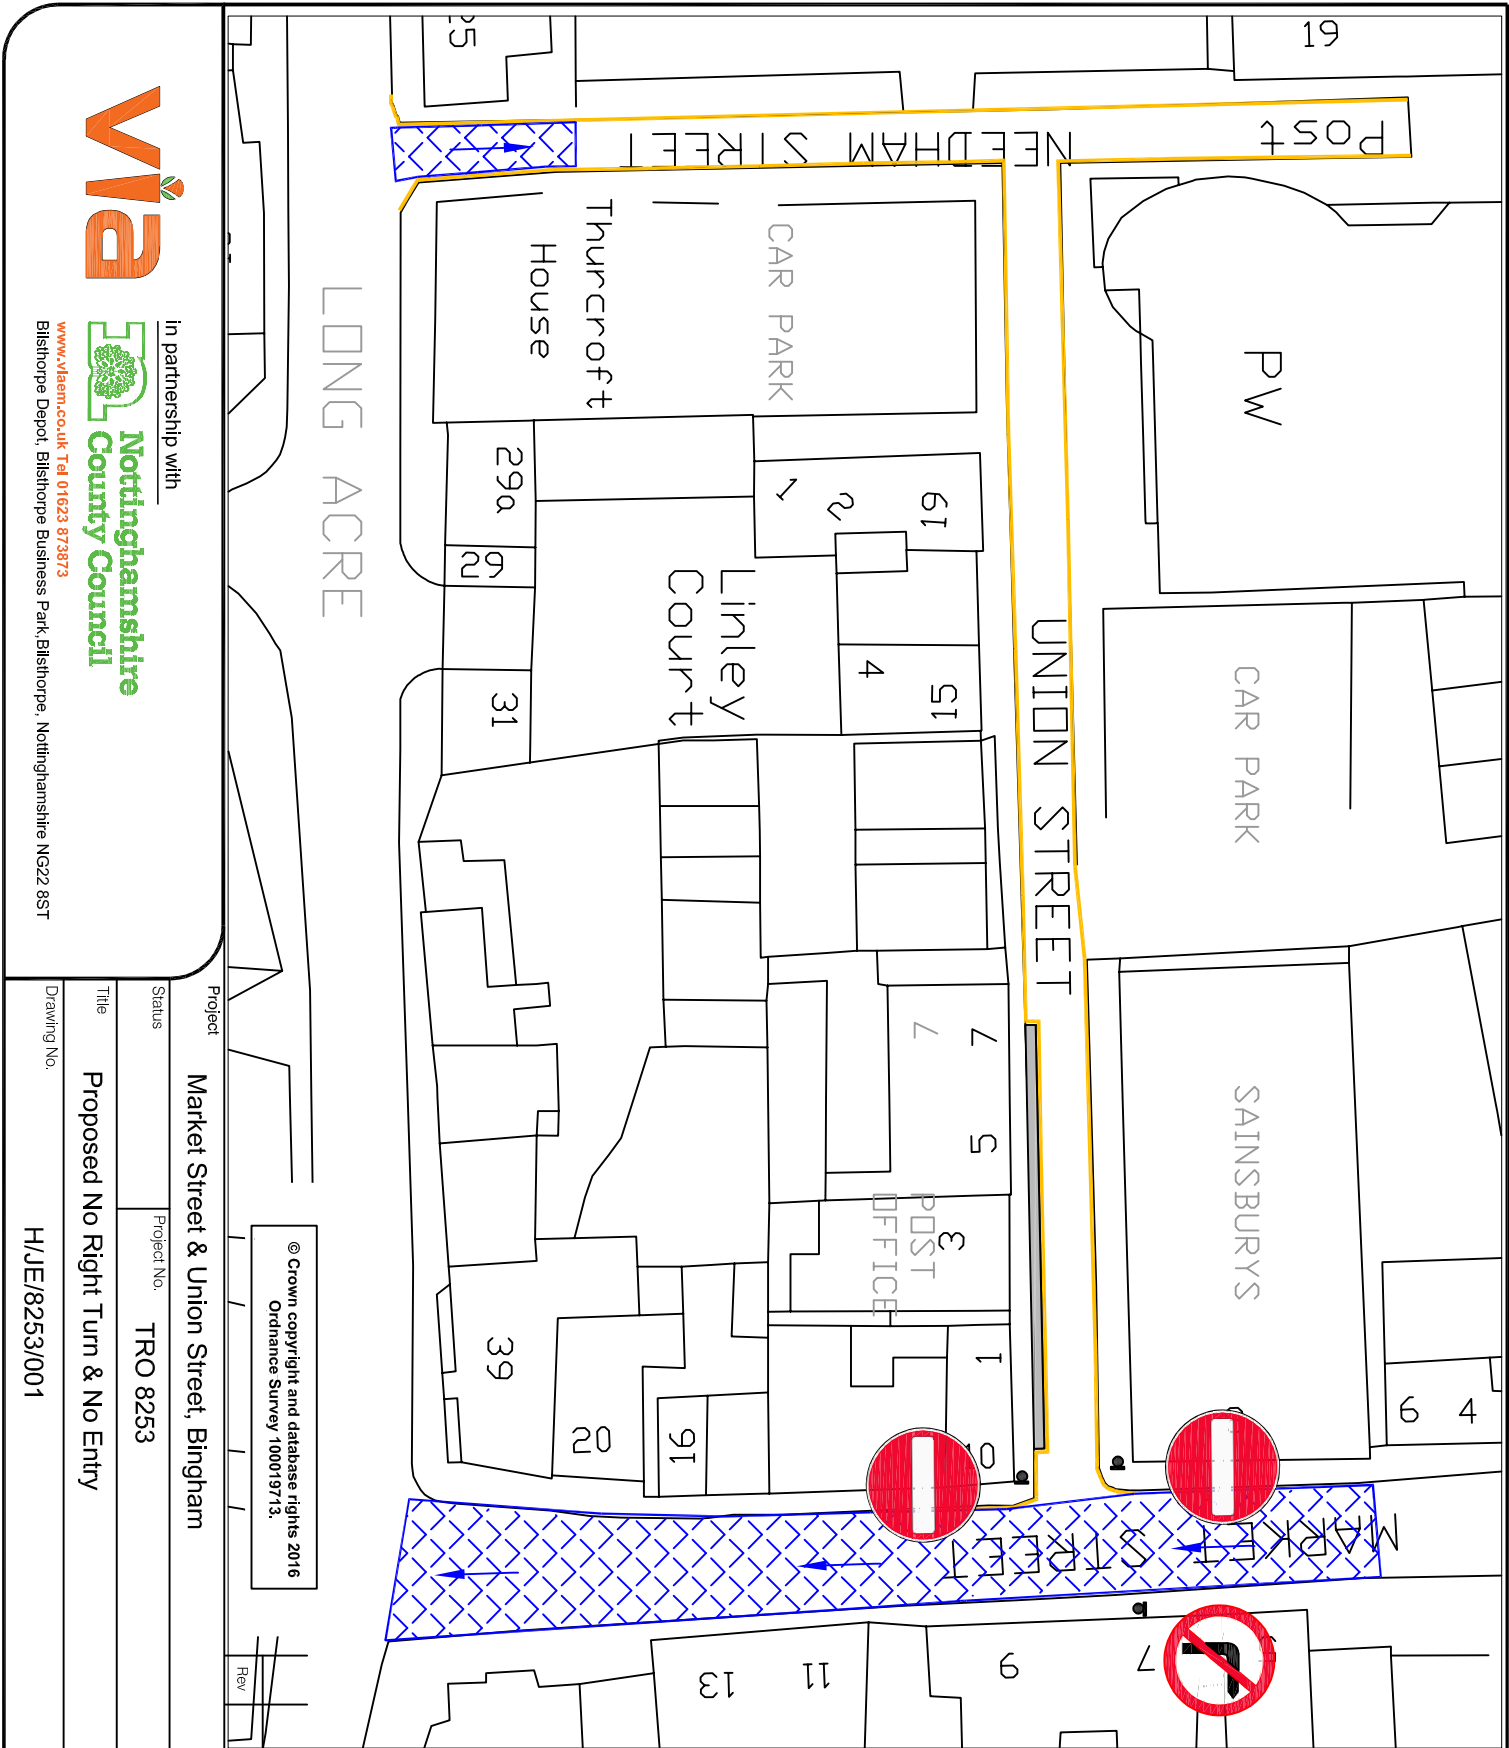 25
19
Post
NEEDHAM STREET
Thurcroft
House
CAR PARK
PW
LONG ACRE
29a
29
31
1
2
19
Linley
Court
4
15
UNION STREET
CAR PARK
7
7
5
POST
OFFICE
3
1
SAINSBURYS
39
20
16
10
6
4
MARKET STREET
13
11
9
7
© Crown copyright and database rights 2016
Ordnance Survey 100019713.
Rev
via
in partnership with
Nottinghamshire
County Council
www.viaem.co.uk Tel 01623 873873
Bilsthorpe Depot, Bilsthorpe Business Park,Bilsthorpe, Nottinghamshire NG22 8ST
Project
Market Street & Union Street, Bingham
Status
Project No.
TRO 8253
Title
Proposed No Right Turn & No Entry
Drawing No.
H/JE/8253/001